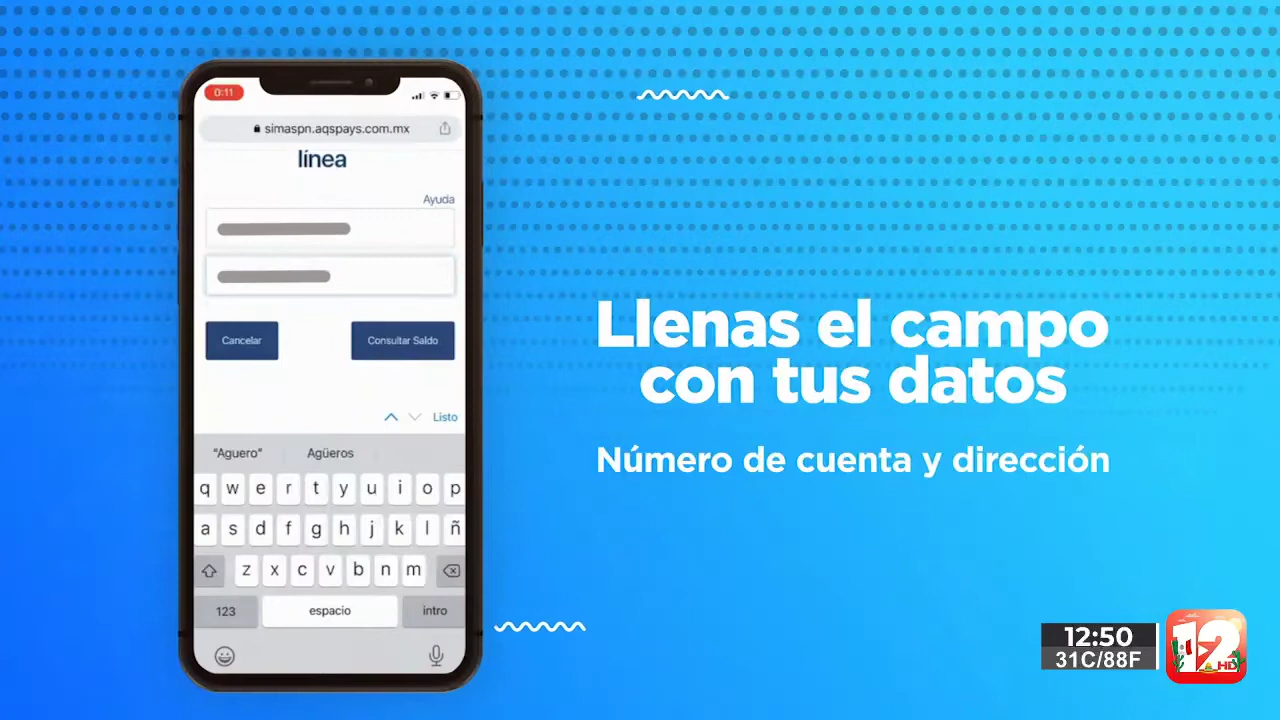 0:11
simaspn.aqspays.com.mx
línea
Ayuda
Cancelar
Consultar Saldo
Listo
"Aguero"
Agüeros
q w e r t y u i o p
a s d f g h j k l ñ
z x c v b n m
123
espacio
intro
Llenas el campo
con tus datos
Número de cuenta y dirección
12:50
31C/88F
12
HD